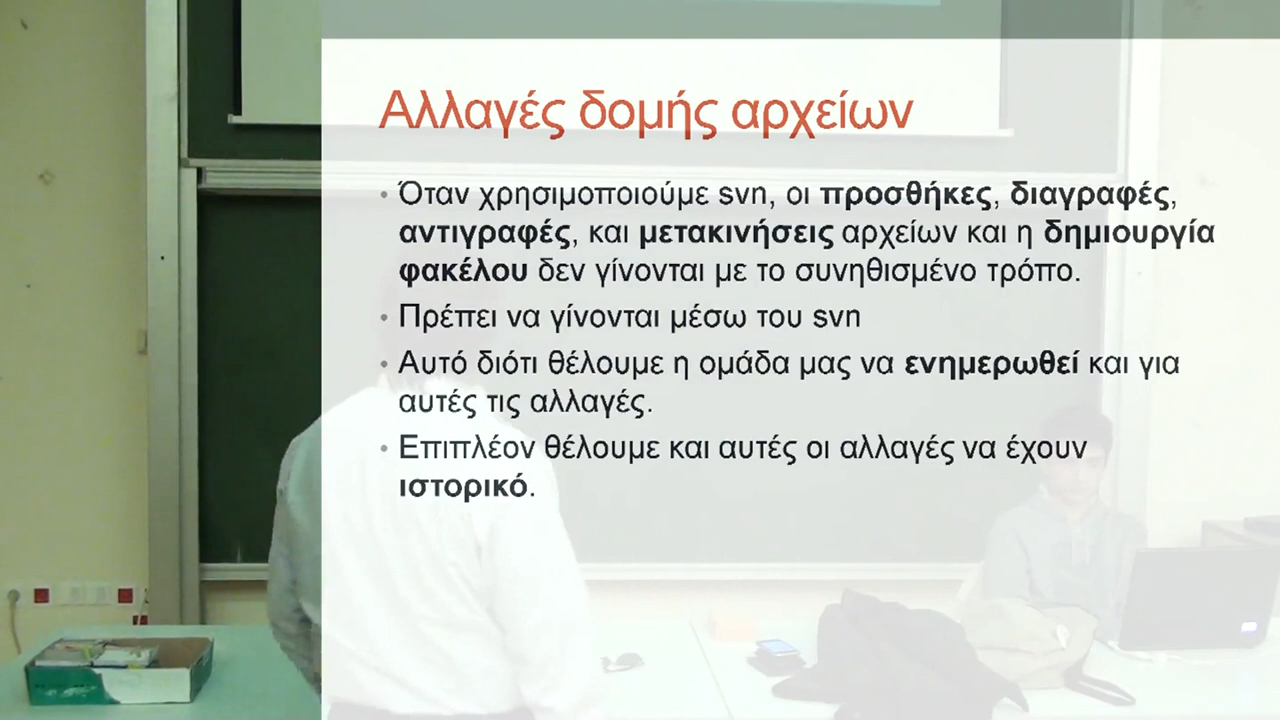 Αλλαγές δομής αρχείων
• Όταν χρησιμοποιούμε svn, οι προσθήκες, διαγραφές,
αντιγραφές, και μετακινήσεις αρχείων και η δημιουργία
φακέλου δεν γίνονται με το συνηθισμένο τρόπο.
• Πρέπει να γίνονται μέσω του svn
• Αυτό διότι θέλουμε η ομάδα μας να ενημερωθεί και για
αυτές τις αλλαγές.
• Επιπλέον θέλουμε και αυτές οι αλλαγές να έχουν
ιστορικό.